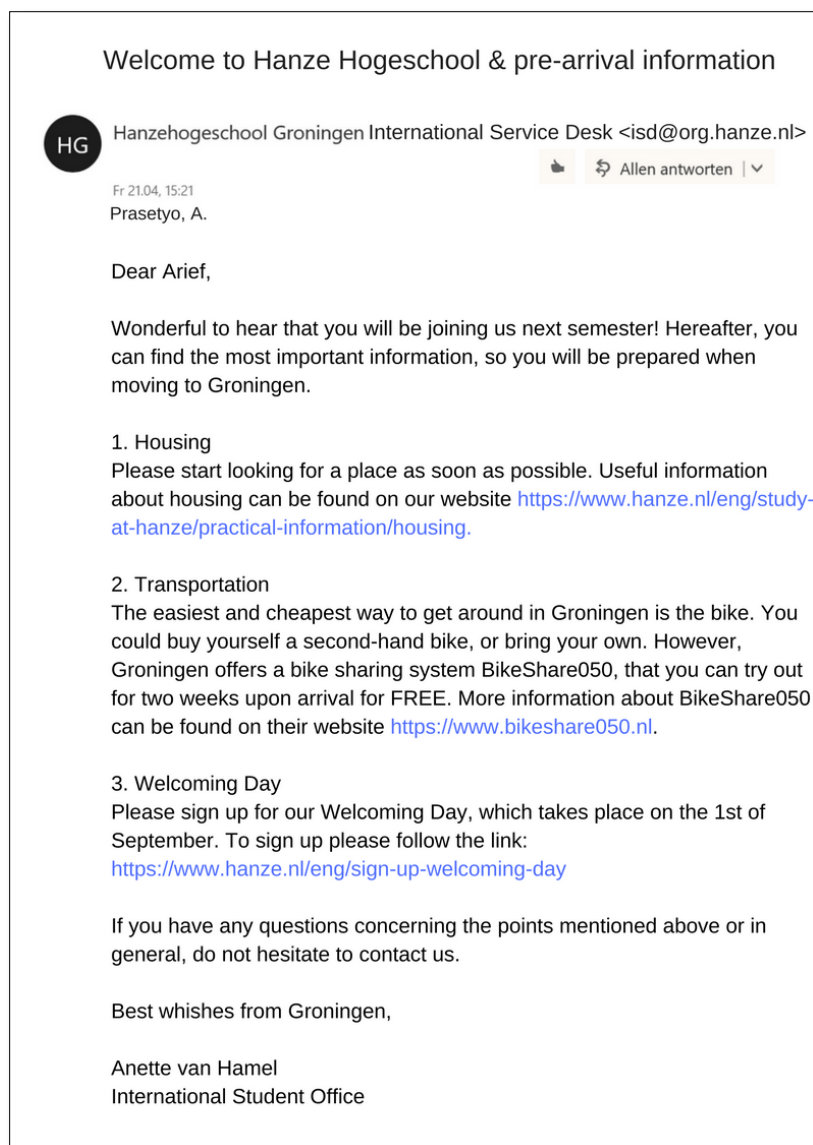 Welcome to Hanze Hogeschool & pre-arrival information
HG
Hanzehogeschool Groningen International Service Desk <isd@org.hanze.nl>
Allen antworten
Fr 21.04, 15:21
Prasetyo, A.
Dear Arief,
Wonderful to hear that you will be joining us next semester! Hereafter, you
can find the most important information, so you will be prepared when
moving to Groningen.
1. Housing
Please start looking for a place as soon as possible. Useful information
about housing can be found on our website https://www.hanze.nl/eng/study-
at-hanze/practical-information/housing.
2. Transportation
The easiest and cheapest way to get around in Groningen is the bike. You
could buy yourself a second-hand bike, or bring your own. However,
Groningen offers a bike sharing system BikeShare050, that you can try out
for two weeks upon arrival for FREE. More information about BikeShare050
can be found on their website https://www.bikeshare050.nl.
3. Welcoming Day
Please sign up for our Welcoming Day, which takes place on the 1st of
September. To sign up please follow the link:
https://www.hanze.nl/eng/sign-up-welcoming-day
If you have any questions concerning the points mentioned above or in
general, do not hesitate to contact us.
Best whishes from Groningen,
Anette van Hamel
International Student Office